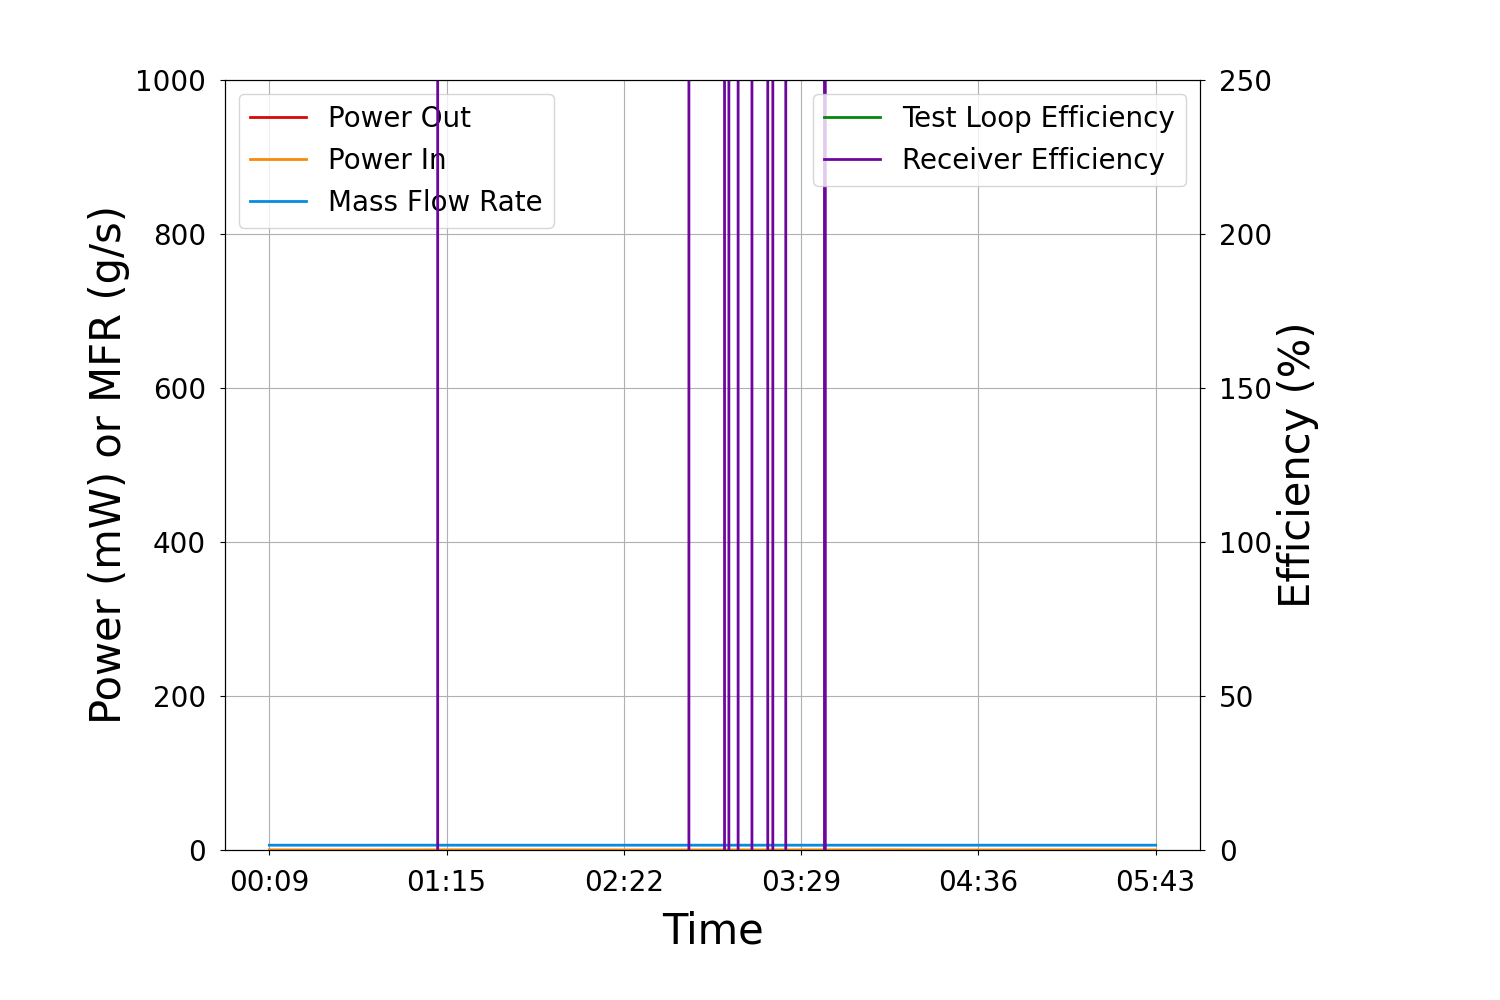 1000
800
600
400
200
0
Power (mW) or MFR (g/s)
Power Out
Power In
Mass Flow Rate
Test Loop Efficiency
Receiver Efficiency
250
200
150
100
50
0
Efficiency (%)
00:09 01:15 02:22 03:29 04:36 05:43
Time